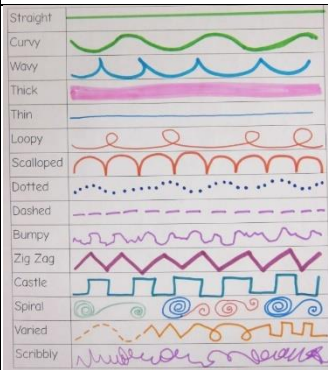 Straight
Curvy
Wavy
Thick
Thin
Loopy
Scalloped
Dotted
Dashed
Bumpy
Zig Zag
Castle
Spiral
Varied
Scribbly